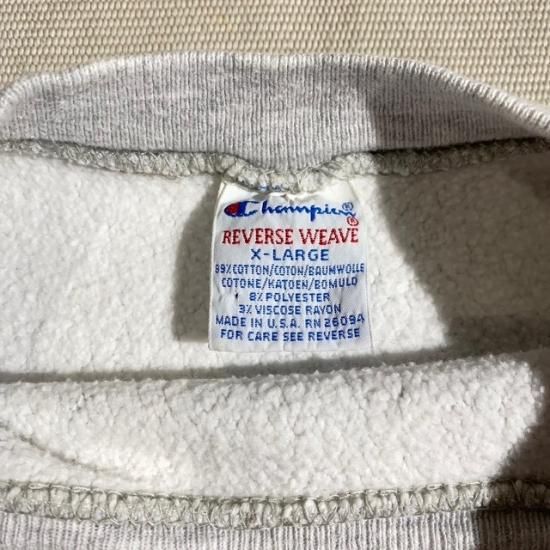 Champion®
REVERSE WEAVE®
X-LARGE
89% COTTON/COTON/BAUMWOLLE
COTONE/KATOEN/BOMULD
8% POLYESTER
3% VISCOSE RAYON
MADE IN U.S.A. RN 26094
FOR CARE SEE REVERSE